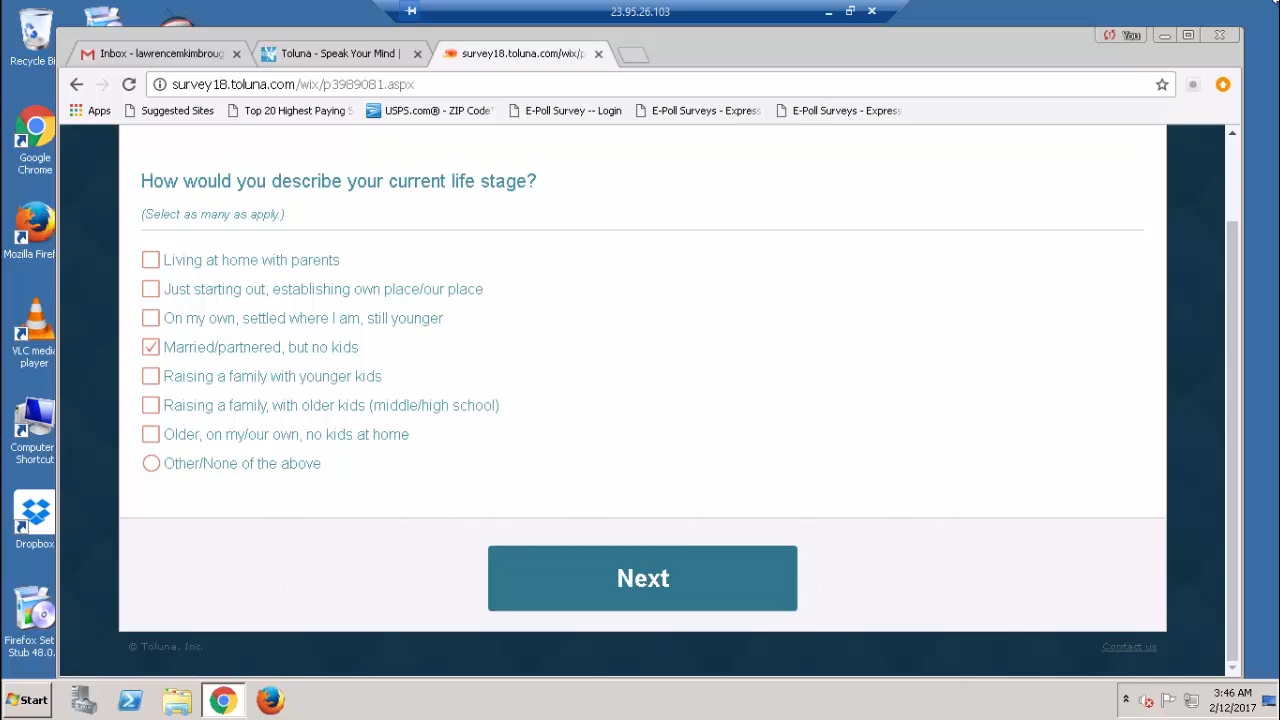 23.95.26.103
You
Inbox - lawrencemkimbroug
Toluna - Speak Your Mind |
survey18.toluna.com/wix/p
survey18.toluna.com/wix/p3989081.aspx
Apps
Suggested Sites
Top 20 Highest Paying S
USPS.com® - ZIP Code
E-Poll Survey -- Login
E-Poll Surveys - Express
E-Poll Surveys - Express
Recycle Bi
Google
Chrome
Mozilla Firef
VLC media
player
Computer
Shortcut
Dropbox
Firefox Set
Stub 48.0.
How would you describe your current life stage?
(Select as many as apply.)
Living at home with parents
Just starting out, establishing own place/our place
On my own, settled where I am, still younger
Married/partnered, but no kids
Raising a family with younger kids
Raising a family, with older kids (middle/high school)
Older, on my/our own, no kids at home
Other/None of the above
Next
© Toluna, Inc.
Contact us
Start
3:46 AM
2/12/2017